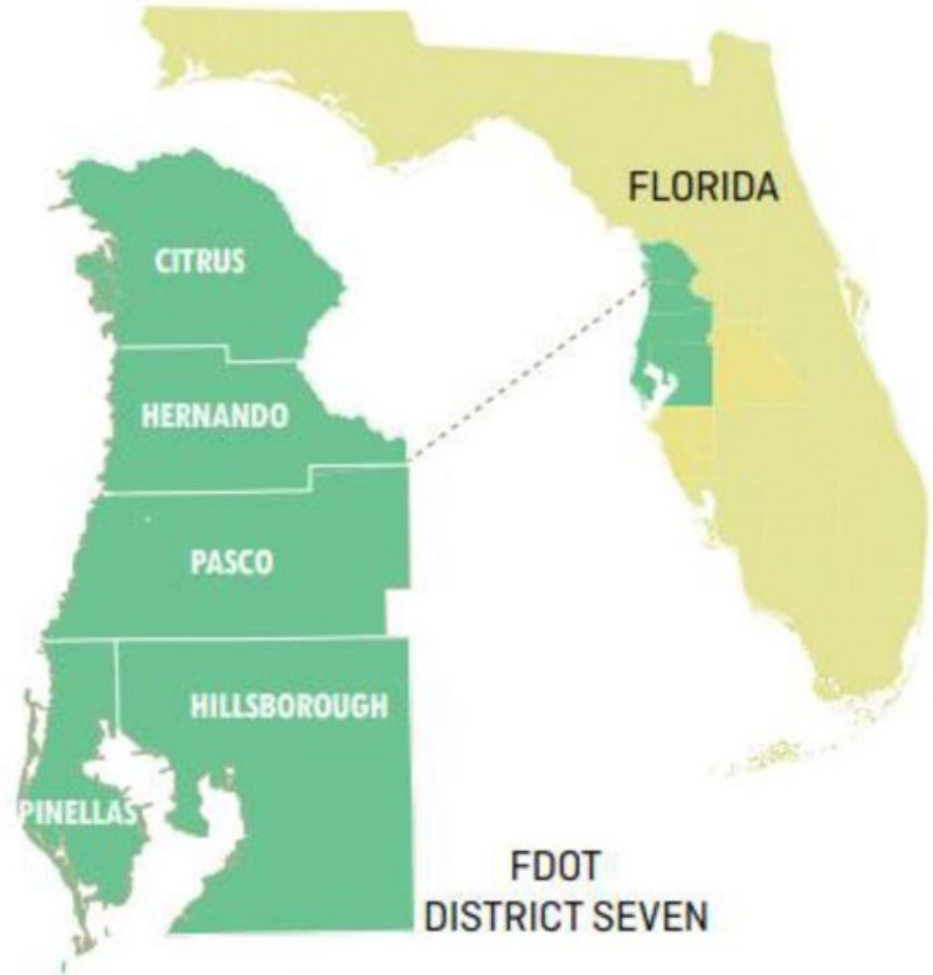 FLORIDA
CITRUS
HERNANDO
PASCO
HILLSBOROUGH
PINELLAS
FDOT
DISTRICT SEVEN